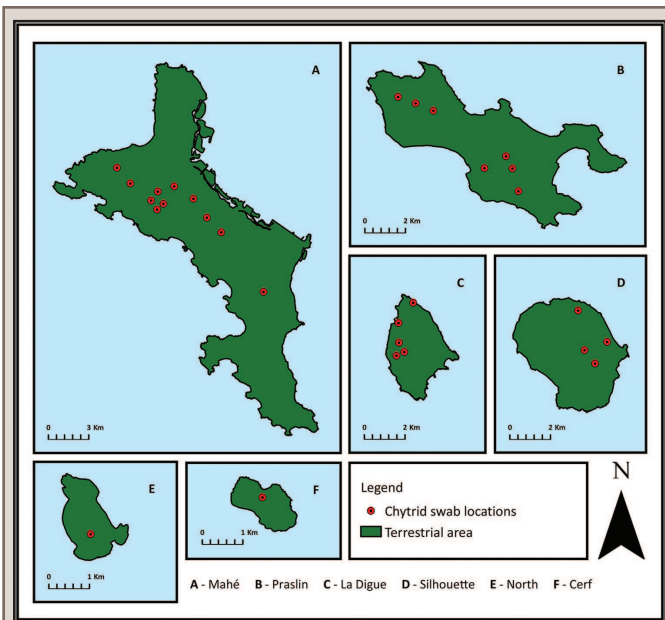 A
B
0 2 Km
0 3 Km
C
D
0 2 Km
0 2 Km
E
F
0 1 Km
0 1 Km
Legend
Chytrid swab locations
Terrestrial area
N
A - Mahé B - Praslin C - La Digue D - Silhouette E - North F - Cerf